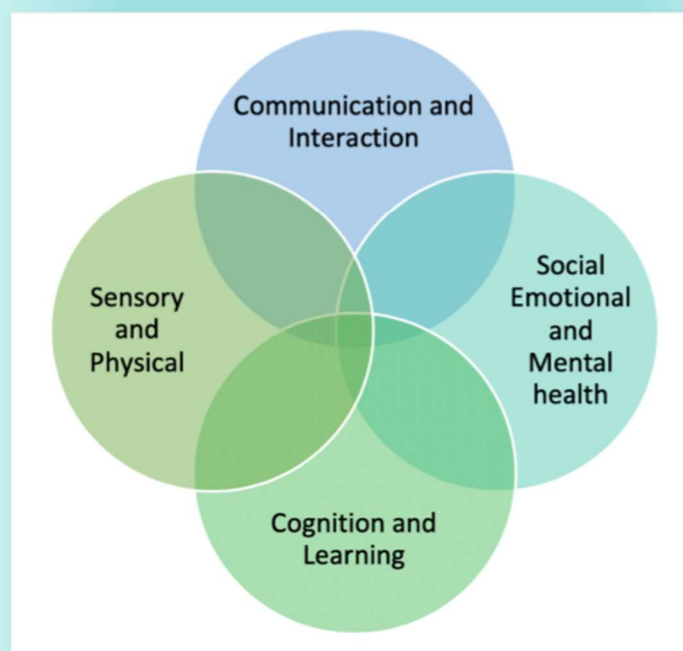 Communication and
Interaction
Sensory
and
Physical
Social
Emotional
and
Mental
health
Cognition and
Learning